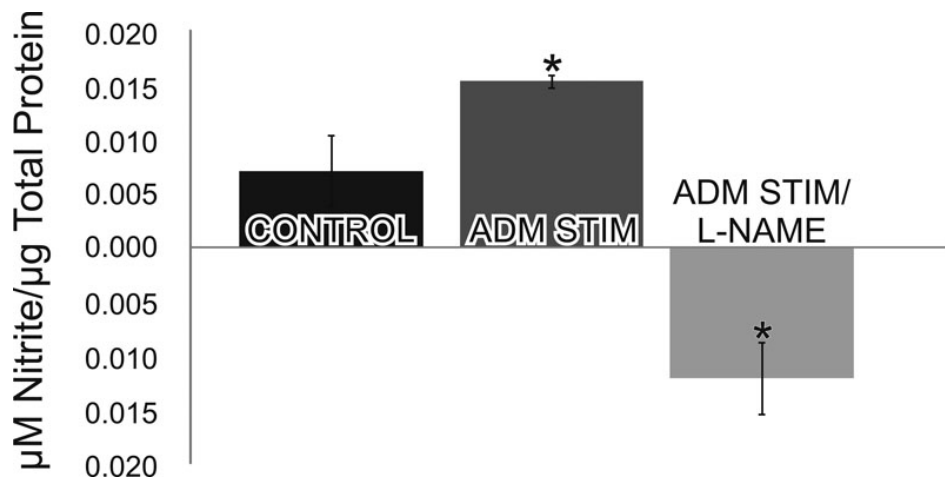 µM Nitrite/µg Total Protein
0.020
0.015
0.010
0.005
0.000
0.005
0.010
0.015
0.020
CONTROL
*
ADM STIM
ADM STIM/
L-NAME
*